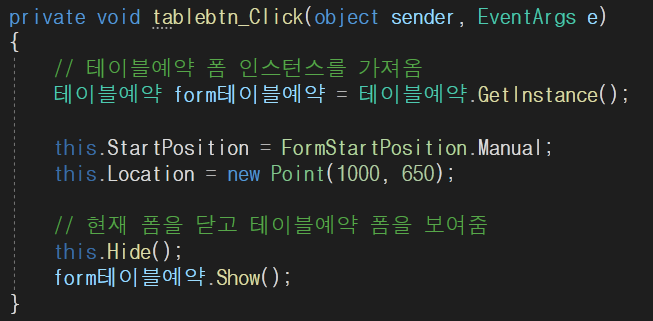 private void tablebtn_Click(object sender, EventArgs e)
{
// 테이블예약 폼 인스턴스를 가져옴
테이블예약 form테이블예약 = 테이블예약.GetInstance();
this.StartPosition = FormStartPosition.Manual;
this.Location = new Point(1000, 650);
// 현재 폼을 닫고 테이블예약 폼을 보여줌
this.Hide();
form테이블예약.Show();
}